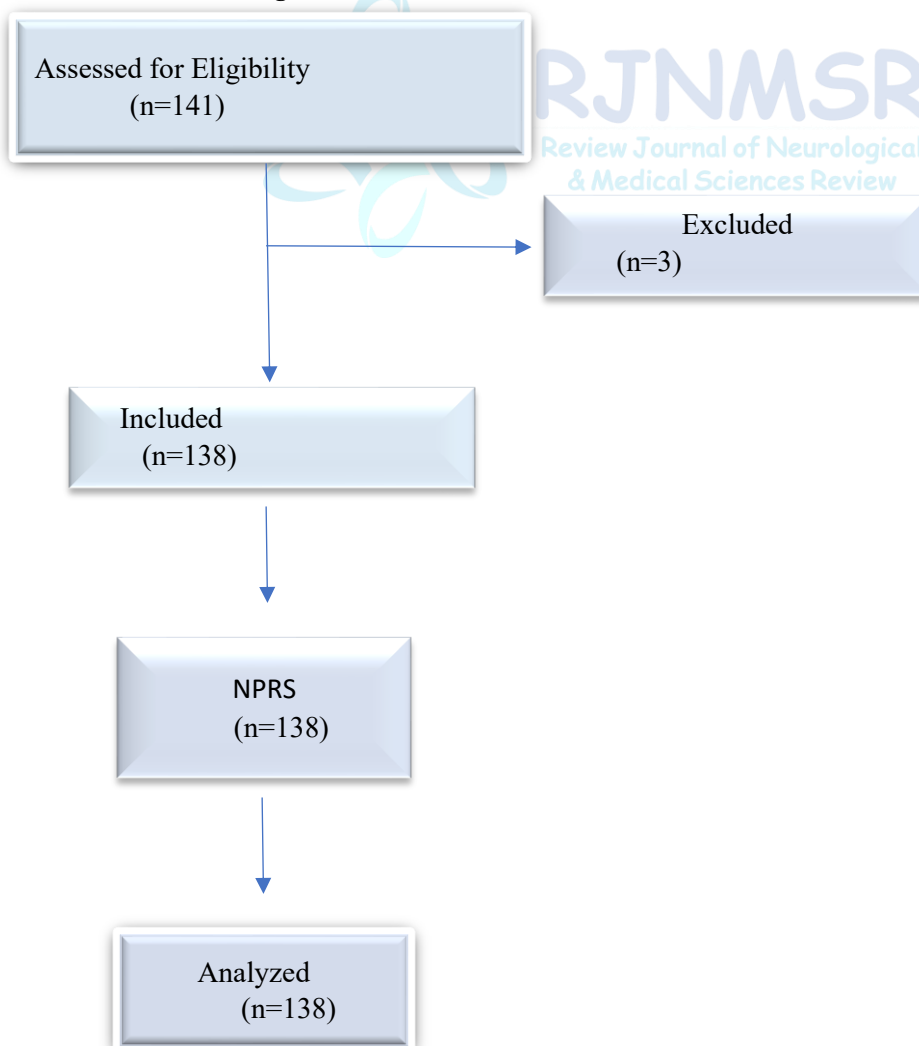 Assessed for Eligibility
(n=141)
RJNMSR
Review Journal of Neurological
& Medical Sciences Review
Excluded
(n=3)
Included
(n=138)
NPRS
(n=138)
Analyzed
(n=138)